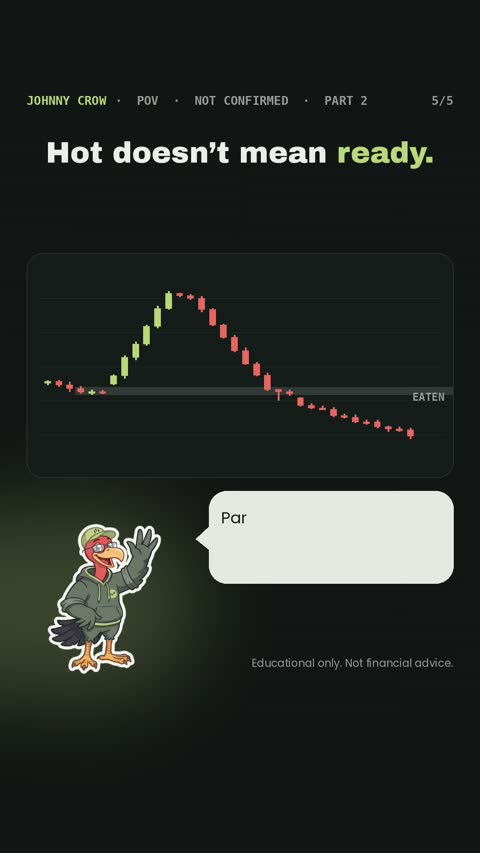 JOHNNY CROW · POV · NOT CONFIRMED · PART 2 5/5
Hot doesn’t mean ready.
EATEN
Par
Educational only. Not financial advice.